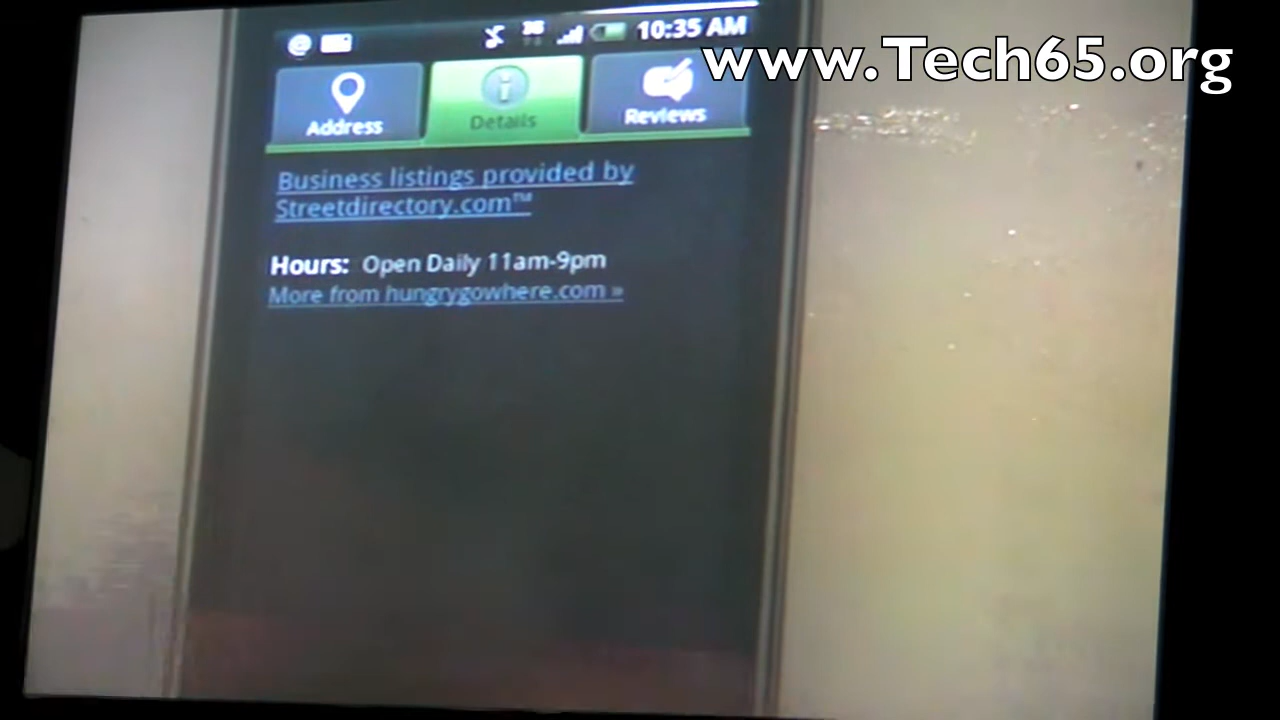 3G 10:35 AM
www.Tech65.org
Address Details Reviews
Business listings provided by
Streetdirectory.com™
Hours: Open Daily 11am-9pm
More from hungrygowhere.com »